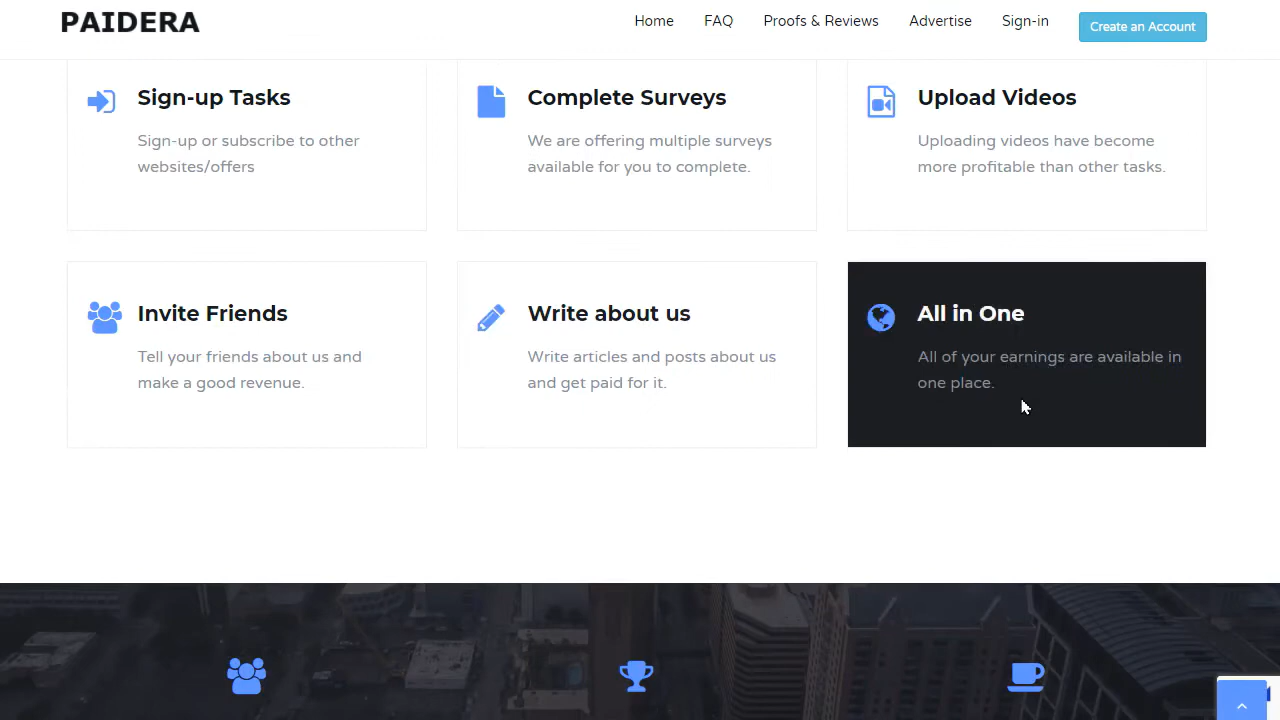 PAIDERA
Home FAQ Proofs & Reviews Advertise Sign-in Create an Account
Sign-up Tasks
Sign-up or subscribe to other
websites/offers
Complete Surveys
We are offering multiple surveys
available for you to complete.
Upload Videos
Uploading videos have become
more profitable than other tasks.
Invite Friends
Tell your friends about us and
make a good revenue.
Write about us
Write articles and posts about us
and get paid for it.
All in One
All of your earnings are available in
one place.